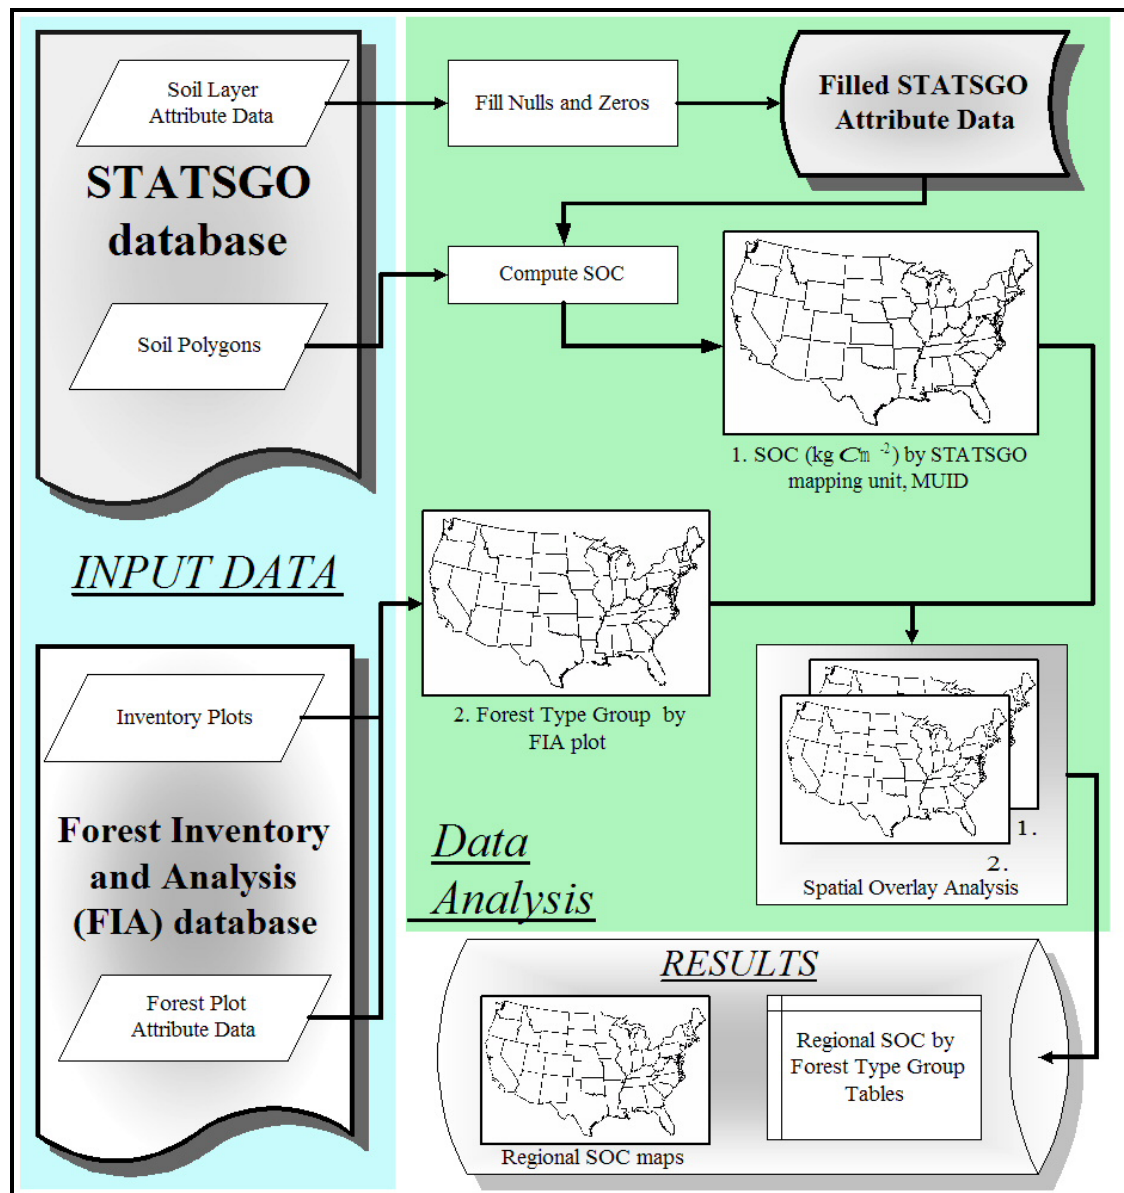 Soil Layer
Attribute Data
STATSGO
database
Soil Polygons
INPUT DATA
Inventory Plots
Forest Inventory
and Analysis
(FIA) database
Forest Plot
Attribute Data
Fill Nulls and Zeros
Filled STATSGO
Attribute Data
Compute SOC
1. SOC (kg Cm -2) by STATSGO
mapping unit, MUID
2. Forest Type Group by
FIA plot
1.
2.
Spatial Overlay Analysis
Data
Analysis
RESULTS
Regional SOC maps
Regional SOC by
Forest Type Group
Tables